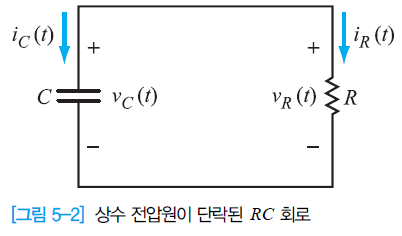 i_C (t) + + i_R (t)
C v_C (t) v_R (t) R
− −
[그림 5–2] 상수 전압원이 단락된 RC 회로